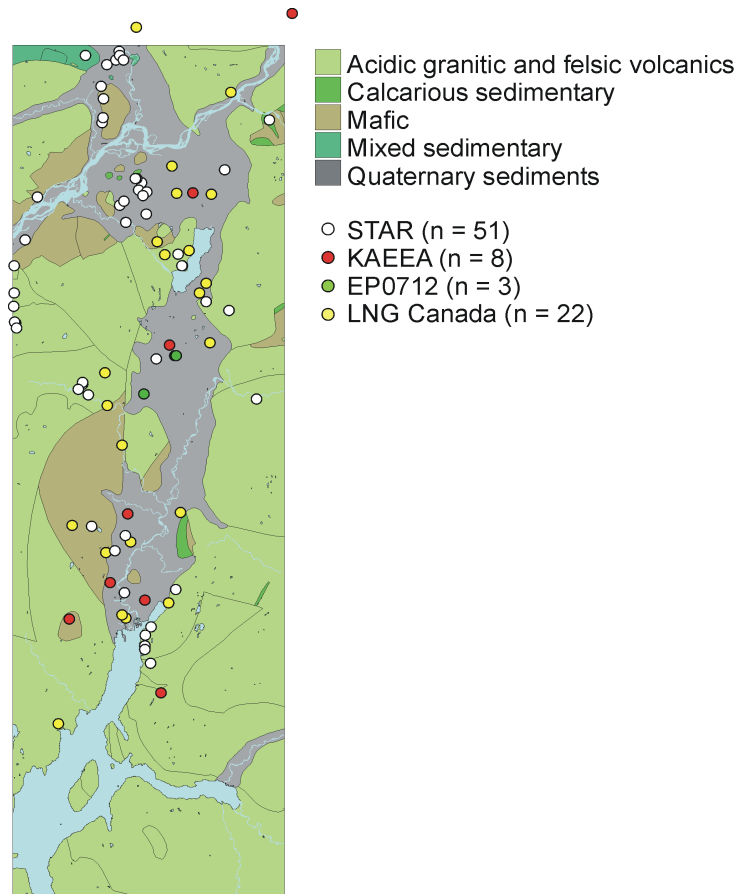 Acidic granitic and felsic volcanics
Calcarious sedimentary
Mafic
Mixed sedimentary
Quaternary sediments
STAR (n = 51)
KAEEA (n = 8)
EP0712 (n = 3)
LNG Canada (n = 22)